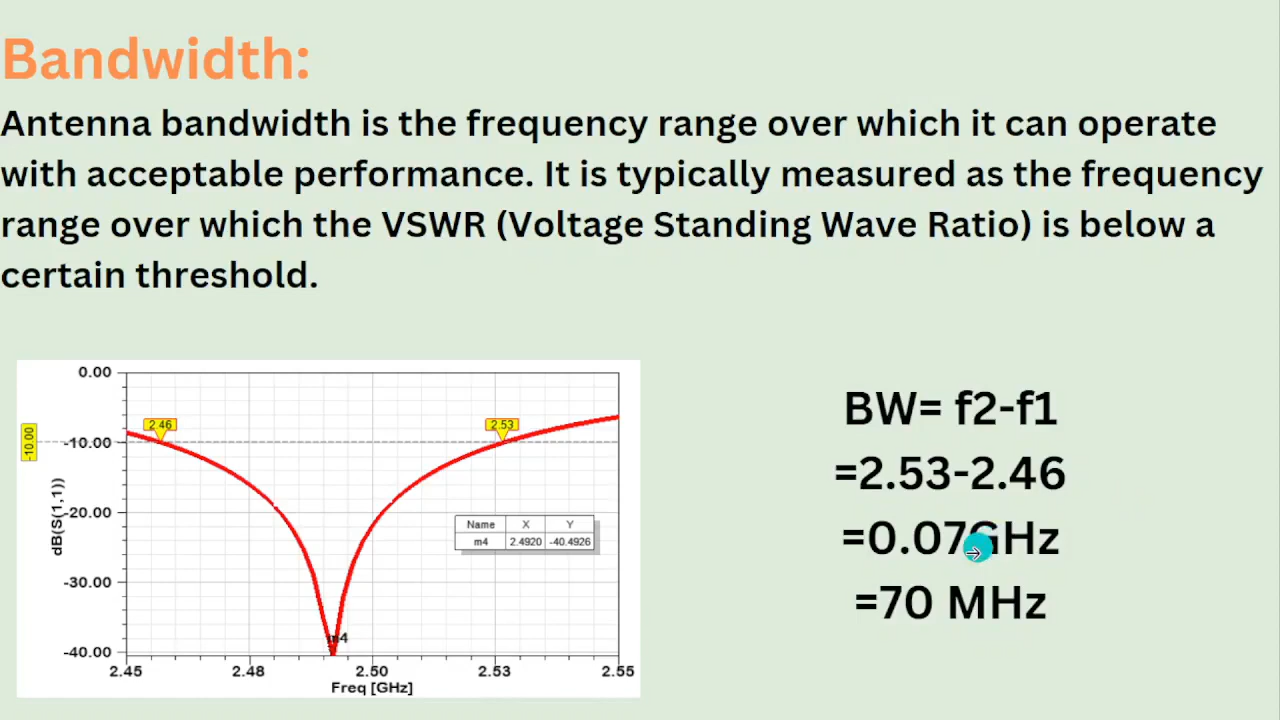 Bandwidth:
Antenna bandwidth is the frequency range over which it can operate
with acceptable performance. It is typically measured as the frequency
range over which the VSWR (Voltage Standing Wave Ratio) is below a
certain threshold.
0.00
2.46
2.53
-10.00
-10.00
dB(S(1,1))
-20.00
Name X Y
m4 2.4920 -40.4926
-30.00
m4
-40.00
2.45 2.48 2.50 2.53 2.55
Freq [GHz]
BW= f2-f1
=2.53-2.46
=0.07GHz
=70 MHz